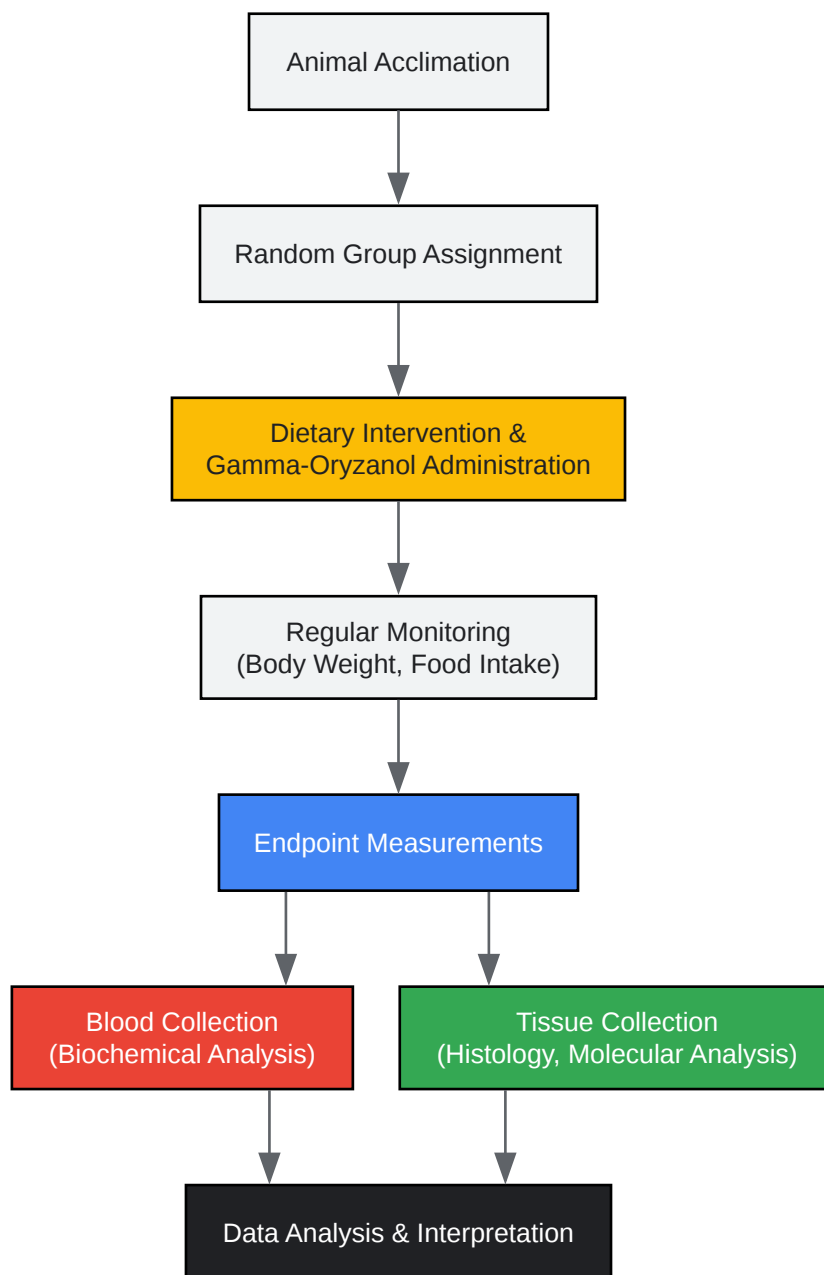 Animal Acclimation
Random Group Assignment
Dietary Intervention &
Gamma-Oryzanol Administration
Regular Monitoring
(Body Weight, Food Intake)
Endpoint Measurements
Blood Collection
(Biochemical Analysis)
Tissue Collection
(Histology, Molecular Analysis)
Data Analysis & Interpretation